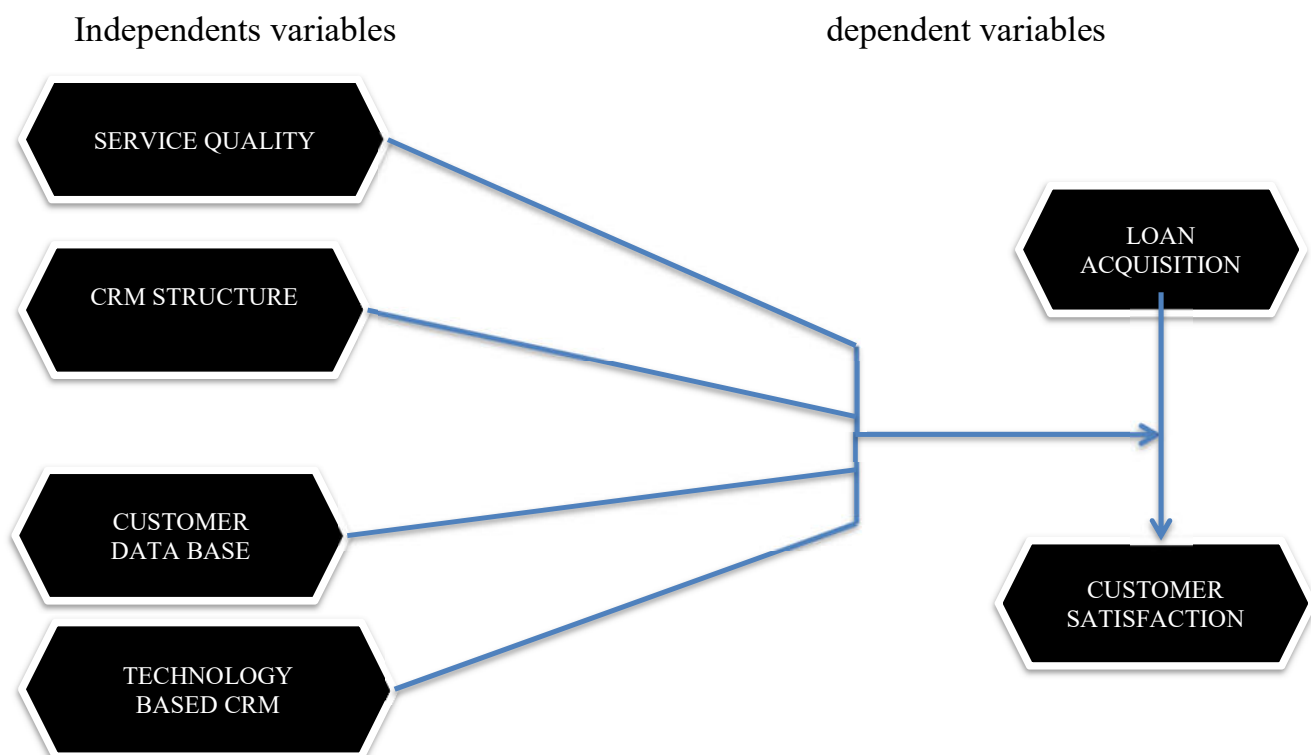 Independents variables
dependent variables
SERVICE QUALITY
CRM STRUCTURE
CUSTOMER
DATA BASE
TECHNOLOGY
BASED CRM
LOAN
ACQUISITION
CUSTOMER
SATISFACTION